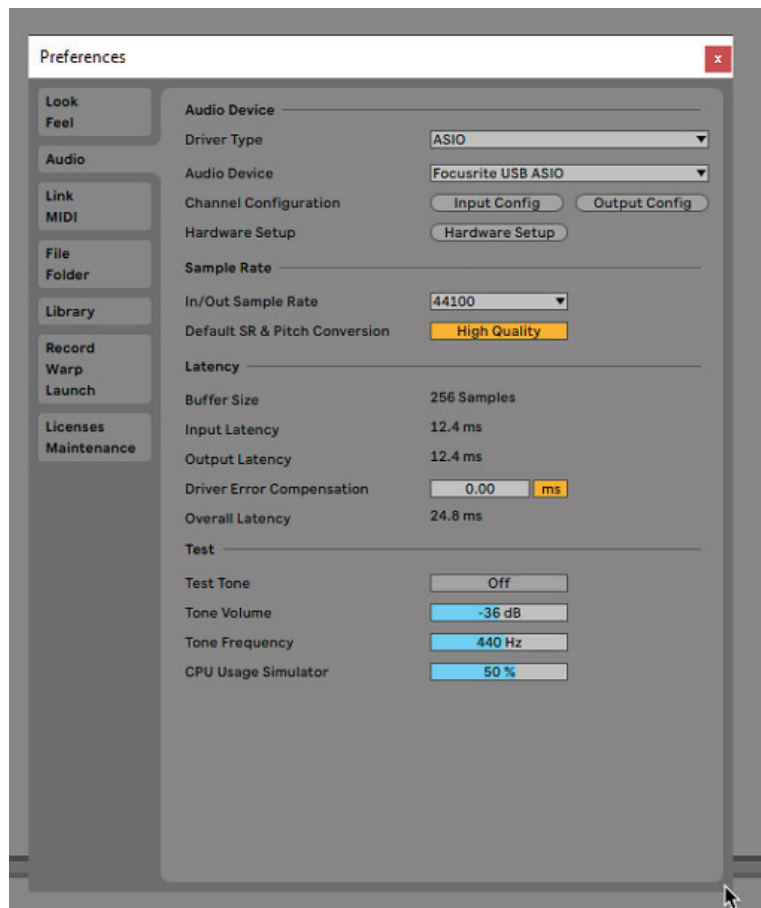 Preferences
x
Look
Feel
Audio
Link
MIDI
File
Folder
Library
Record
Warp
Launch
Licenses
Maintenance
Audio Device
Driver Type ASIO
Audio Device Focusrite USB ASIO
Channel Configuration Input Config Output Config
Hardware Setup Hardware Setup
Sample Rate
In/Out Sample Rate 44100
Default SR & Pitch Conversion High Quality
Latency
Buffer Size 256 Samples
Input Latency 12.4 ms
Output Latency 12.4 ms
Driver Error Compensation 0.00 ms
Overall Latency 24.8 ms
Test
Test Tone Off
Tone Volume -36 dB
Tone Frequency 440 Hz
CPU Usage Simulator 50 %